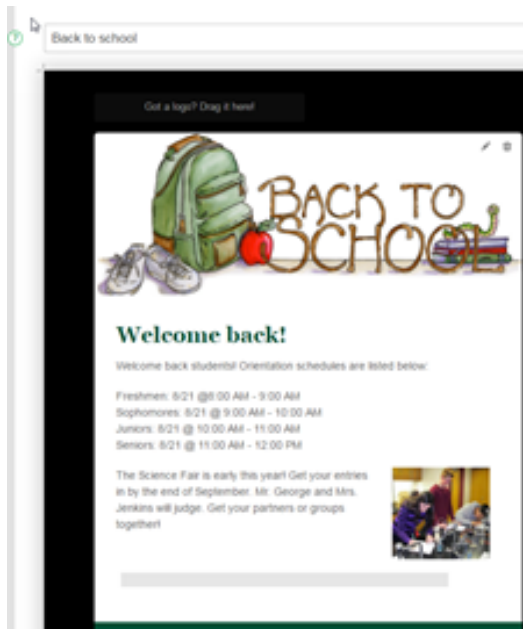 Back to school
Got a logo? Drag it here!
BACK TO
SCHOOL
Welcome back!
Welcome back students! Orientation schedules are listed below:
Freshmen: 8/21 @8:00 AM - 9:00 AM
Sophomores: 8/21 @ 9:00 AM - 10:00 AM
Juniors: 8/21 @ 10:00 AM - 11:00 AM
Seniors: 8/21 @ 11:00 AM - 12:00 PM
The Science Fair is early this year! Get your entries
in by the end of September. Mr. George and Mrs.
Jenkins will judge. Get your partners or groups
together!